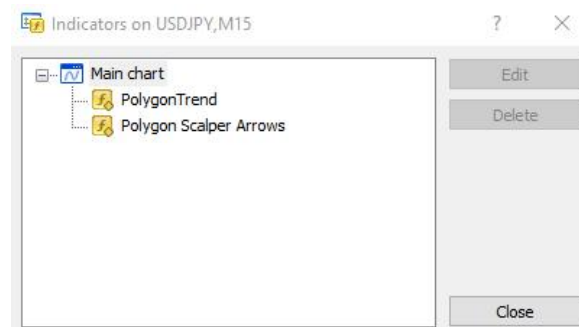 Indicators on USDJPY,M15
?
Main chart
PolygonTrend
Polygon Scalper Arrows
Edit
Delete
Close